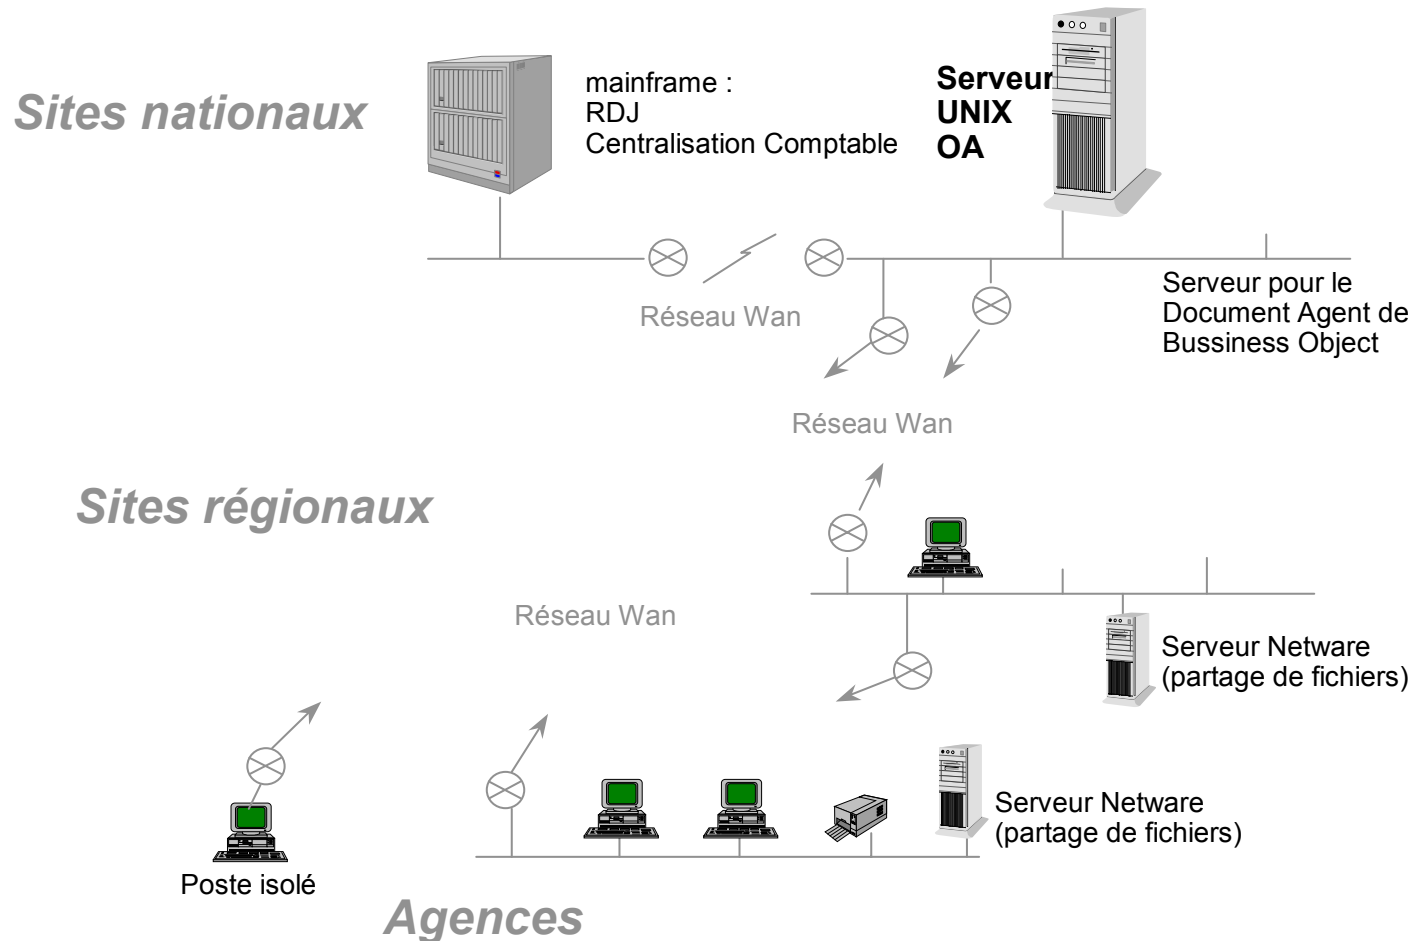 Sites nationaux
mainframe :
RDJ
Centralisation Comptable
Serveur
UNIX
OA
Serveur pour le
Document Agent de
Bussiness Object
Réseau Wan
Réseau Wan
Sites régionaux
Réseau Wan
Serveur Netware
(partage de fichiers)
Serveur Netware
(partage de fichiers)
Poste isolé
Agences